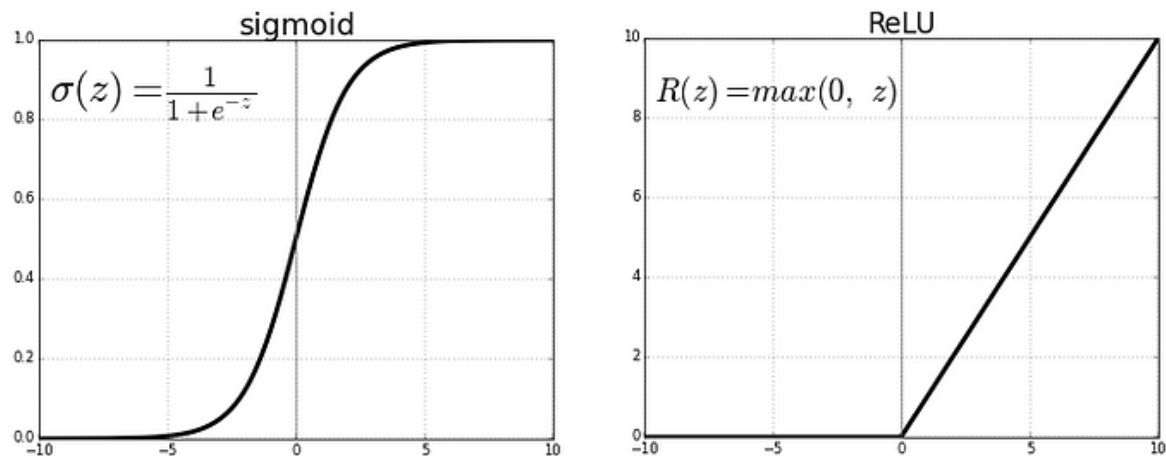 sigmoid
σ(z) = 1/(1+e^{-z})
1.0
0.8
0.6
0.4
0.2
0.0
−10 −5 0 5 10
ReLU
R(z) = max(0, z)
10
8
6
4
2
0
−10 −5 0 5 10